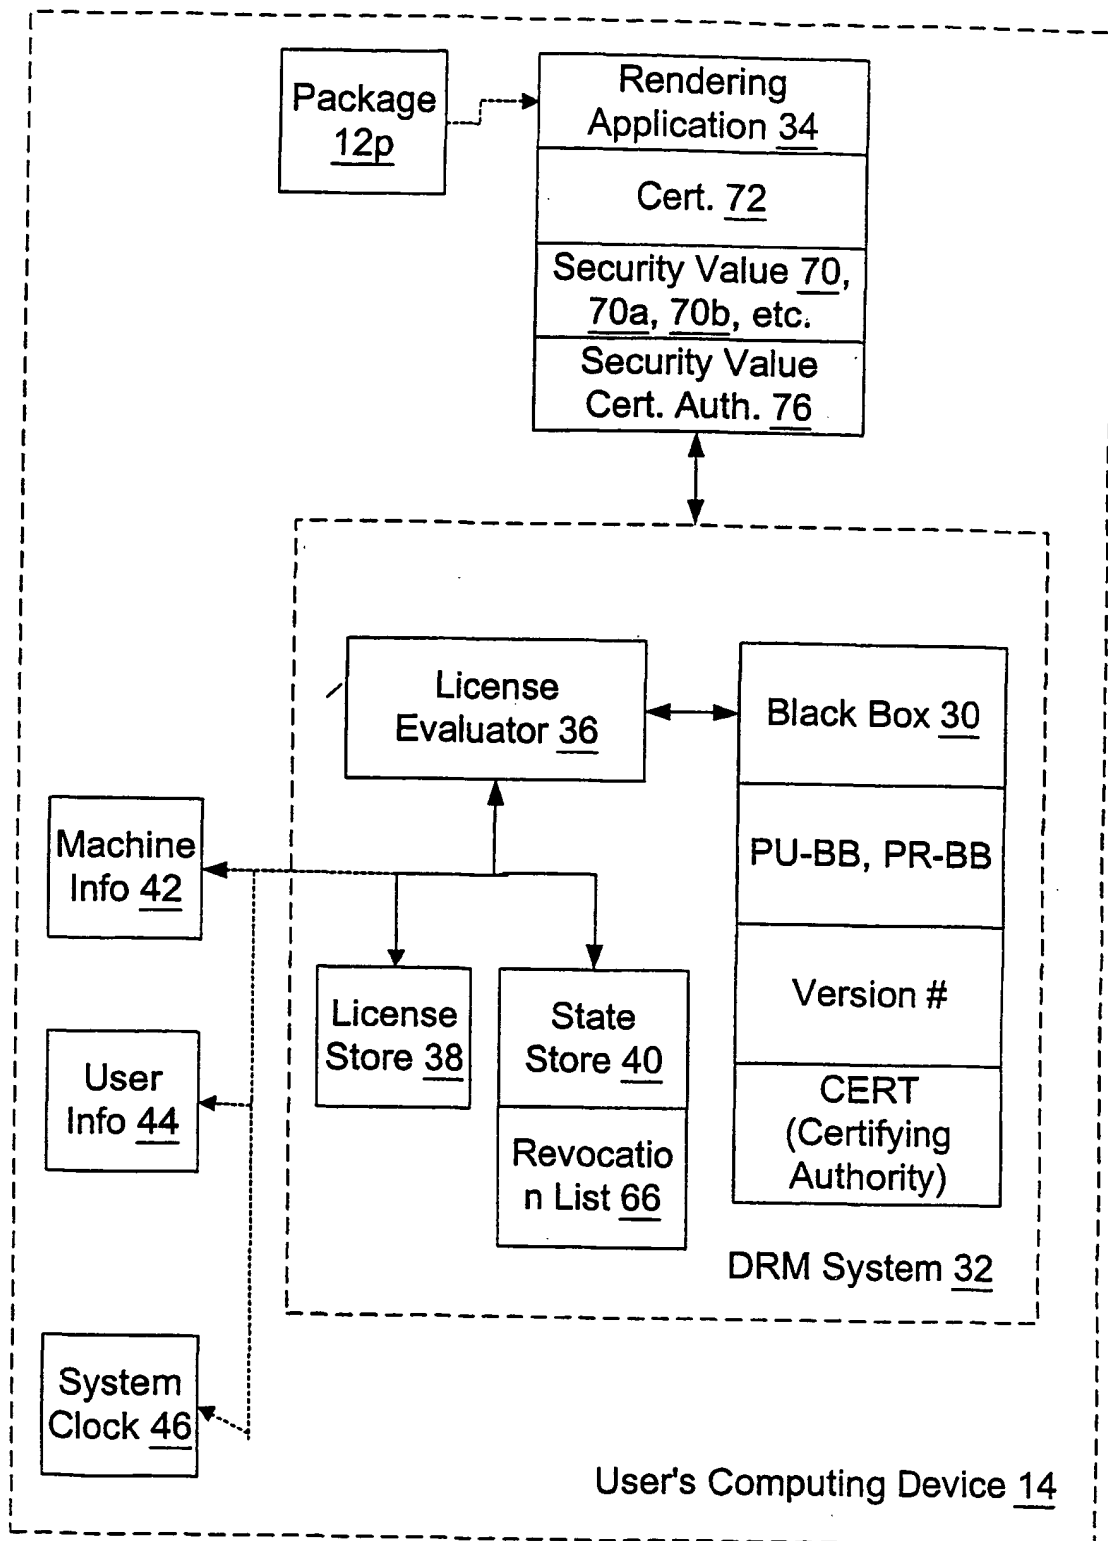 Package
12p
Rendering
Application 34
Cert. 72
Security Value 70,
70a, 70b, etc.
Security Value
Cert. Auth. 76
License
Evaluator 36
Black Box 30
PU-BB, PR-BB
Version #
CERT
(Certifying
Authority)
Machine
Info 42
License
Store 38
State
Store 40
Revocatio
n List 66
User
Info 44
DRM System 32
System
Clock 46
User's Computing Device 14